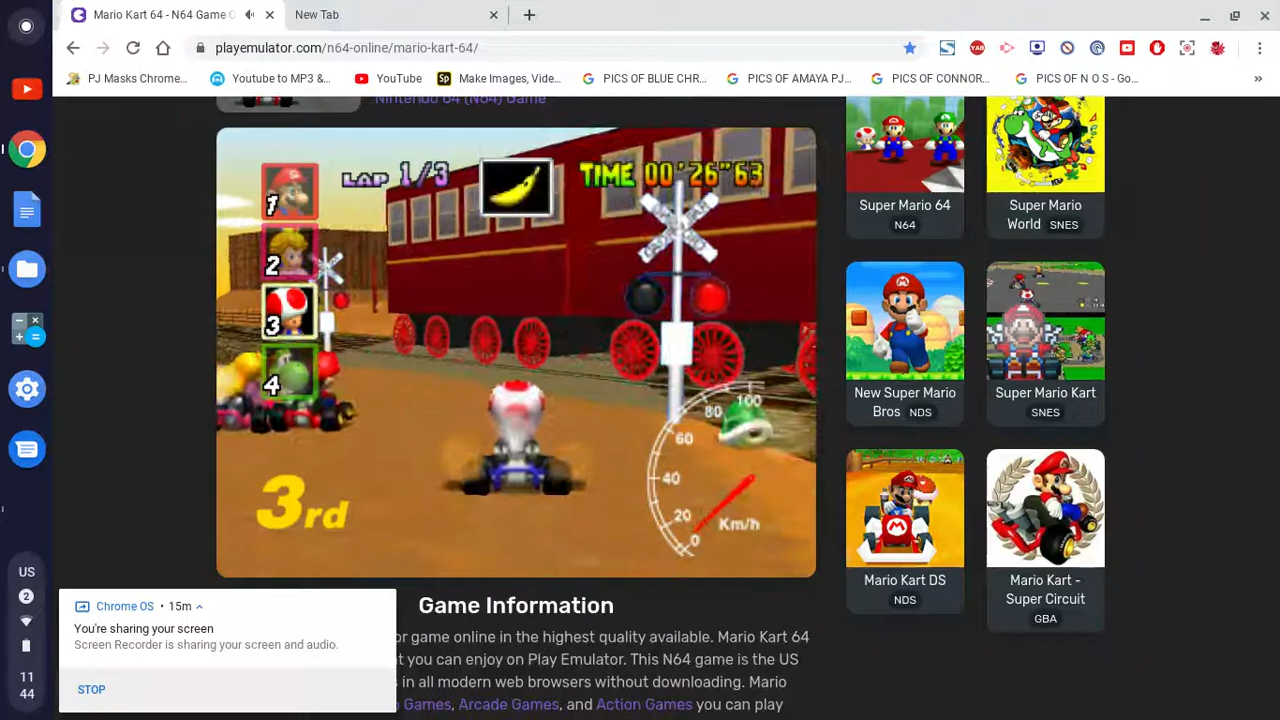 Mario Kart 64 - N64 Game O
New Tab
playemulator.com/n64-online/mario-kart-64/
PJ Masks Chrome...
Youtube to MP3 &...
YouTube
Make Images, Vide...
PICS OF BLUE CHR...
PICS OF AMAYA PJ...
PICS OF CONNOR...
PICS OF N O S - Go...
»
Nintendo 64 (N64) Game
LAP 1/3
TIME 00'26"63
1
2
3
4
3rd
100
80
60
40
20
0
Km/h
Super Mario 64
N64
Super Mario
World SNES
New Super Mario
Bros NDS
Super Mario Kart
SNES
Mario Kart DS
NDS
Mario Kart -
Super Circuit
GBA
Game Information
or game online in the highest quality available. Mario Kart 64
t you can enjoy on Play Emulator. This N64 game is the US
s in all modern web browsers without downloading. Mario
Games, Arcade Games, and Action Games you can play
Chrome OS • 15m
You're sharing your screen
Screen Recorder is sharing your screen and audio.
STOP
US
2
11
44